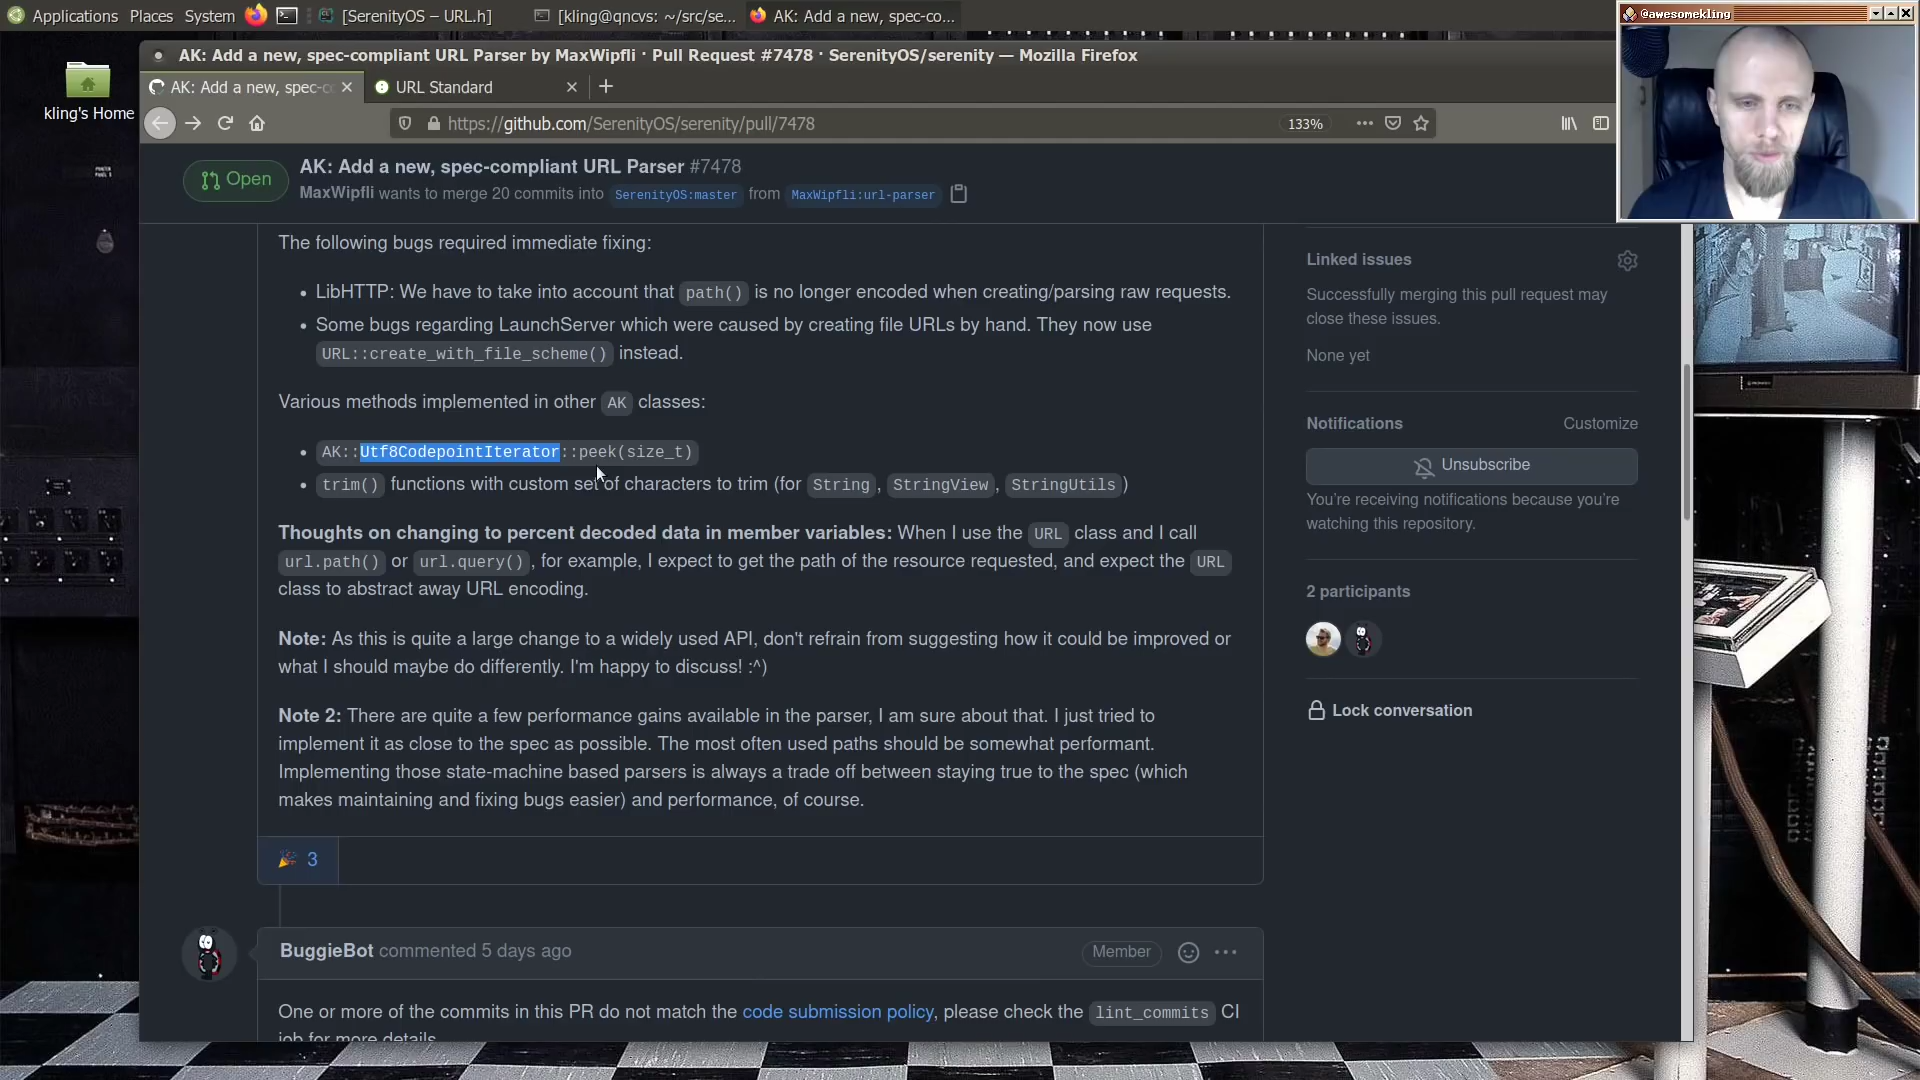 Applications Places System [SerenityOS – URL.h] [kling@qncvs: ~/src/se... AK: Add a new, spec-co...
@awesomekling
AK: Add a new, spec-compliant URL Parser by MaxWipfli · Pull Request #7478 · SerenityOS/serenity — Mozilla Firefox
kling's Home
AK: Add a new, spec-co URL Standard
https://github.com/SerenityOS/serenity/pull/7478 133%
Open
AK: Add a new, spec-compliant URL Parser #7478
MaxWipfli wants to merge 20 commits into SerenityOS:master from MaxWipfli:url-parser
The following bugs required immediate fixing:
• LibHTTP: We have to take into account that path() is no longer encoded when creating/parsing raw requests.
• Some bugs regarding LaunchServer which were caused by creating file URLs by hand. They now use
URL::create_with_file_scheme() instead.
Various methods implemented in other AK classes:
• AK::Utf8CodepointIterator::peek(size_t)
• trim() functions with custom set of characters to trim (for String, StringView, StringUtils)
Thoughts on changing to percent decoded data in member variables: When I use the URL class and I call
url.path() or url.query(), for example, I expect to get the path of the resource requested, and expect the URL
class to abstract away URL encoding.
Note: As this is quite a large change to a widely used API, don't refrain from suggesting how it could be improved or
what I should maybe do differently. I'm happy to discuss! :^)
Note 2: There are quite a few performance gains available in the parser, I am sure about that. I just tried to
implement it as close to the spec as possible. The most often used paths should be somewhat performant.
Implementing those state-machine based parsers is always a trade off between staying true to the spec (which
makes maintaining and fixing bugs easier) and performance, of course.
3
BuggieBot commented 5 days ago Member
One or more of the commits in this PR do not match the code submission policy, please check the lint_commits CI
job for more details
Linked issues
Successfully merging this pull request may
close these issues.
None yet
Notifications Customize
Unsubscribe
You're receiving notifications because you're
watching this repository.
2 participants
Lock conversation